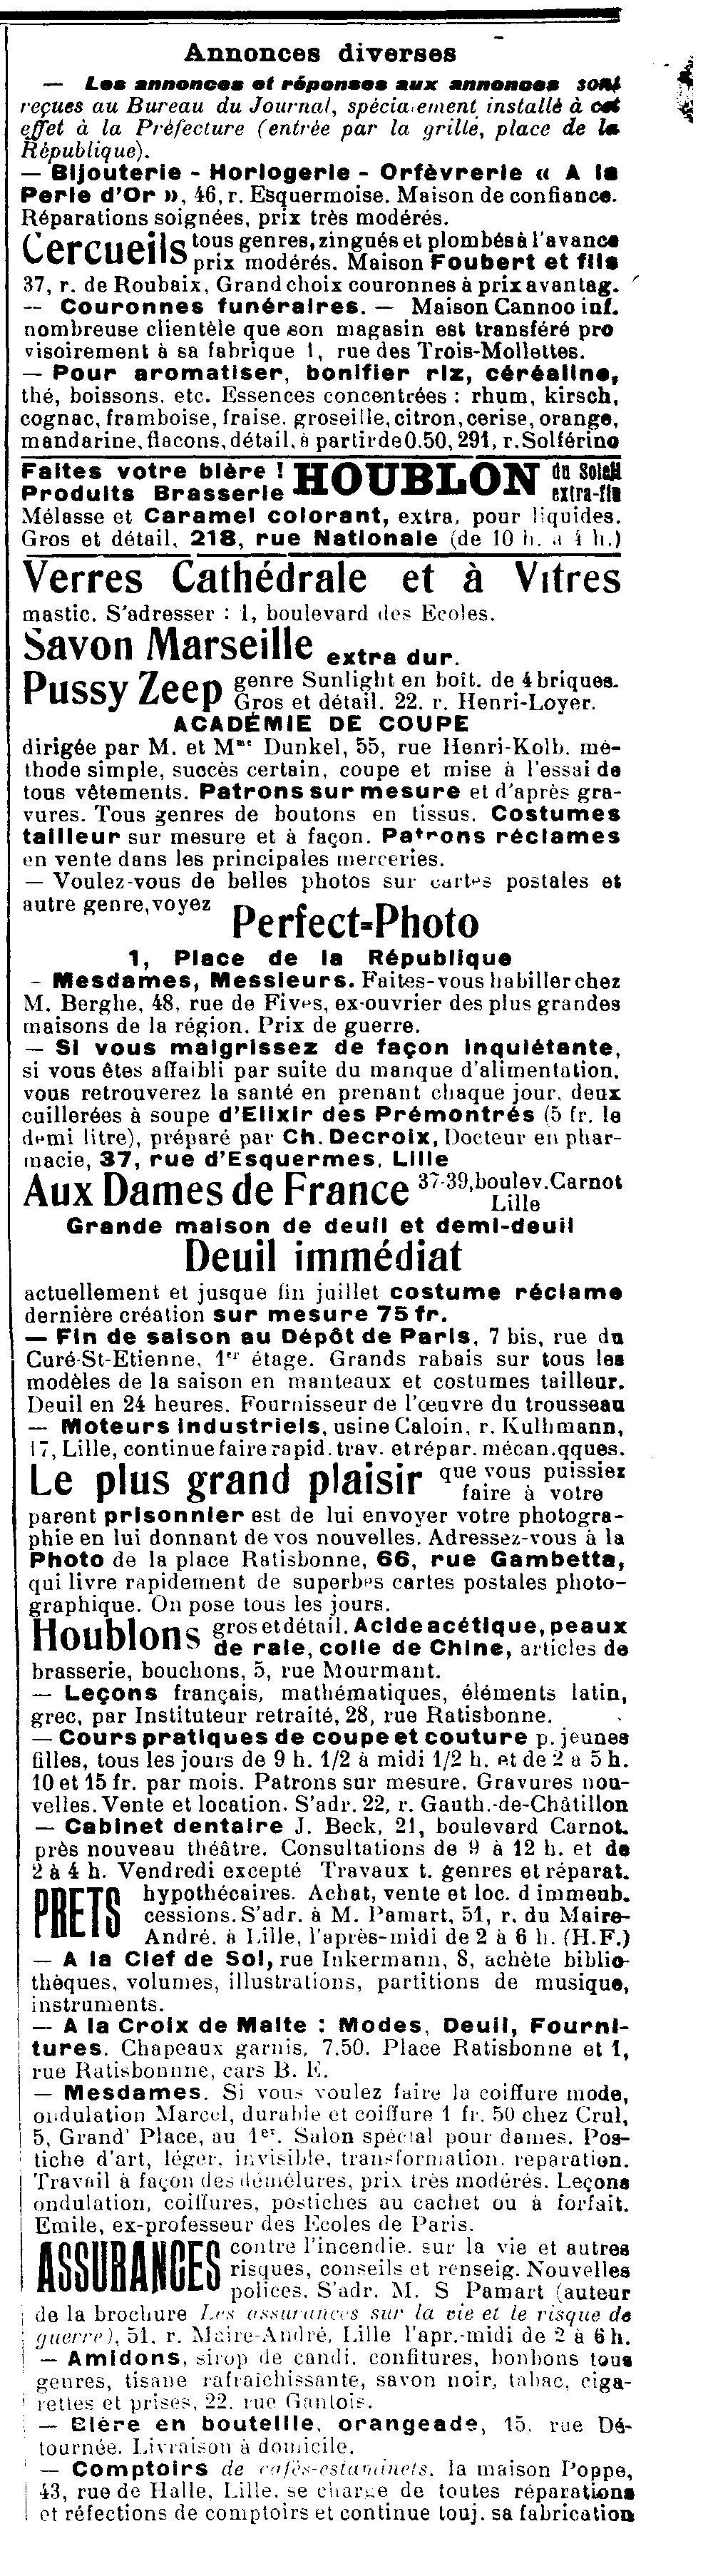 Annonces diverses
— Les annonces et réponses aux annonces sont
reçues au Bureau du Journal, spécialement installé à cet
effet à la Préfecture (entrée par la grille, place de la
République).
— Bijouterie - Horlogerie - Orfèvrerie « A la
Perle d'Or », 46, r. Esquermoise. Maison de confiance.
Réparations soignées, prix très modérés.
Cercueils tous genres, zingués et plombés à l'avance
prix modérés. Maison Foubert et fils
37, r. de Roubaix, Grand choix couronnes à prix avantag.
— Couronnes funéraires. — Maison Cannoo inf.
nombreuse clientèle que son magasin est transféré pro
visoirement à sa fabrique 1, rue des Trois-Mollettes.
— Pour aromatiser, bonifier riz, céréaline,
thé, boissons. etc. Essences concentrées : rhum, kirsch,
cognac, framboise, fraise. groseille, citron, cerise, orange,
mandarine, flacons, détail, à partir de 0.50, 291, r. Solférino
Faites votre bière ! HOUBLON du Soleil
Produits Brasserie extra-fin
Mélasse et Caramel colorant, extra, pour liquides.
Gros et détail, 218, rue Nationale (de 10 h. à 4 h.)
Verres Cathédrale et à Vitres
mastic. S'adresser : 1, boulevard des Ecoles.
Savon Marseille extra dur.
Pussy Zeep genre Sunlight en boît. de 4 briques.
Gros et détail. 22. r. Henri-Loyer.
ACADÉMIE DE COUPE
dirigée par M. et Mme Dunkel, 55, rue Henri-Kolb. mé-
thode simple, succès certain, coupe et mise à l'essai de
tous vêtements. Patrons sur mesure et d'après gra-
vures. Tous genres de boutons en tissus. Costumes
tailleur sur mesure et à façon. Patrons réclames
en vente dans les principales merceries.
— Voulez-vous de belles photos sur cartes postales et
autre genre, voyez Perfect-Photo
1, Place de la République
— Mesdames, Messieurs. Faites-vous habiller chez
M. Berghe, 48, rue de Fives, ex-ouvrier des plus grandes
maisons de la région. Prix de guerre.
— Si vous maigrissez de façon inquiétante,
si vous êtes affaibli par suite du manque d'alimentation,
vous retrouverez la santé en prenant chaque jour, deux
cuillerées à soupe d'Elixir des Prémontrés (5 fr. le
demi litre), préparé par Ch. Decroix, Docteur en phar-
macie, 37, rue d'Esquermes, Lille
Aux Dames de France 37-39, boulev. Carnot
Lille
Grande maison de deuil et demi-deuil
Deuil immédiat
actuellement et jusque fin juillet costume réclame
dernière création sur mesure 75 fr.
— Fin de saison au Dépôt de Paris, 7 bis, rue du
Curé-St-Etienne, 1er étage. Grands rabais sur tous les
modèles de la saison en manteaux et costumes tailleur.
Deuil en 24 heures. Fournisseur de l'œuvre du trousseau
— Moteurs industriels, usine Caloin, r. Kulhmann,
17, Lille, continue faire rapid. trav. et répar. mécan. qques.
Le plus grand plaisir que vous puissiez
faire à votre
parent prisonnier est de lui envoyer votre photogra-
phie en lui donnant de vos nouvelles. Adressez-vous à la
Photo de la place Ratisbonne, 66, rue Gambetta,
qui livre rapidement de superbes cartes postales photo-
graphique. On pose tous les jours.
Houblons gros et détail. Acide acétique, peaux
de raie, colle de Chine, articles de
brasserie, bouchons, 5, rue Mourmant.
— Leçons français, mathématiques, éléments latin,
grec, par Instituteur retraité, 28, rue Ratisbonne.
— Cours pratiques de coupe et couture p. jeunes
filles, tous les jours de 9 h. 1/2 à midi 1/2 h. et de 2 à 5 h.
10 et 15 fr. par mois. Patrons sur mesure. Gravures nou-
velles. Vente et location. S'adr. 22, r. Gauth.-de-Châtillon
— Cabinet dentaire J. Beck, 21, boulevard Carnot,
près nouveau théâtre. Consultations de 9 à 12 h. et de
2 à 4 h. Vendredi excepté Travaux t. genres et réparat.
PRETS hypothécaires. Achat, vente et loc. d immeub.
cessions. S'adr. à M. Pamart, 51, r. du Maire-
André. à Lille, l'après-midi de 2 à 6 h. (H.F.)
— A la Clef de Sol, rue Inkermann, 8, achète biblio-
thèques, volumes, illustrations, partitions de musique,
instruments.
— A la Croix de Malte : Modes, Deuil, Fourni-
tures. Chapeaux garnis, 7.50. Place Ratisbonne et 1,
rue Ratisbonnne, cars B. E.
— Mesdames. Si vous voulez faire la coiffure mode,
ondulation Marcel, durable et coiffure 1 fr. 50 chez Crul,
5, Grand' Place, au 1er. Salon spécial pour dames. Pos-
tiche d'art, léger, invisible, transformation, reparation.
Travail à façon des démêlures, prix très modérés. Leçons
ondulation, coiffures, postiches au cachet ou à forfait.
Emile, ex-professeur des Ecoles de Paris.
ASSURANCES contre l'incendie. sur la vie et autres
risques, conseils et renseig. Nouvelles
polices. S'adr. M. S Pamart (auteur
de la brochure Les assurances sur la vie et le risque de
guerre), 51, r. Maire-André, Lille l'apr.-midi de 2 à 6 h.
— Amidons, sirop de candi, confitures, bonbons tous
genres, tisane rafraichissante, savon noir, tabac, ciga-
rettes et prises, 22, rue Gantois.
— Bière en bouteille, orangeade, 15, rue Dé-
tournée. Livraison à domicile.
— Comptoirs de cafés-estaminets. la maison Poppe,
43, rue de Halle, Lille, se charge de toutes réparations
et réfections de comptoirs et continue touj. sa fabrication